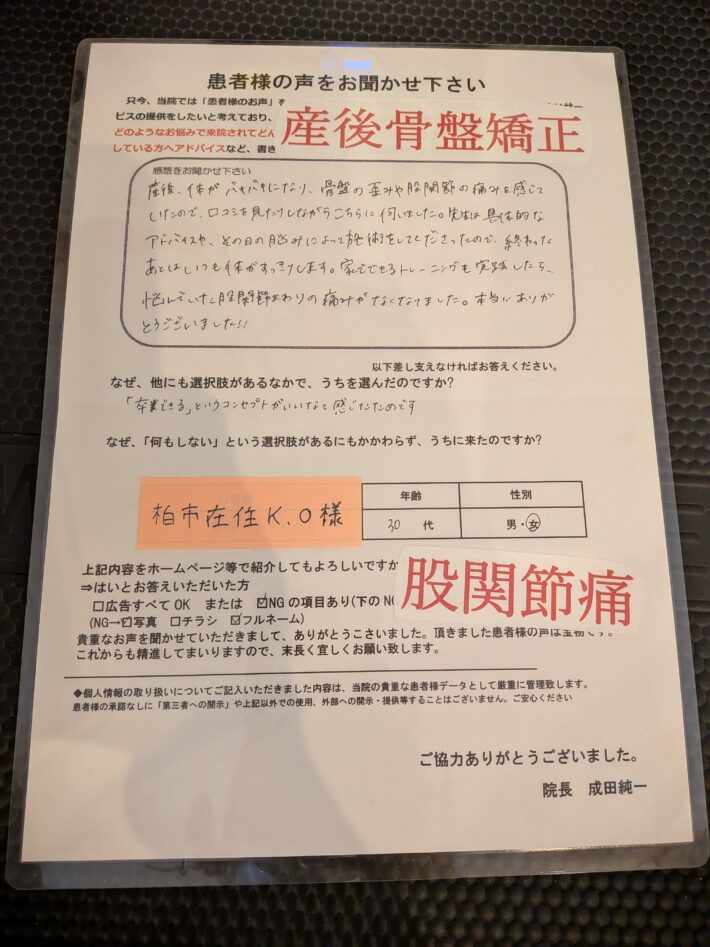 患者様の声をお聞かせ下さい
只今、当院では「患者様のお声」を
ビスの提供をしたいと考えており、
どのようなお悩みで来院されてどん
している方へアドバイスなど、書き
産後骨盤矯正
感想をお聞かせ下さい
産後、体がバキバキになり、骨盤の歪みや股関節の痛みを感じて
いたので、口コミを見たりしながらこちらに伺いました。先生は具体的な
アドバイスや、その日の悩みによって施術をしてくださったので、終わった
あとはいつも体がすっきりします。家でできるトレーニングも実践したら、
悩んでいた股関節まわりの痛みがなくなりました。本当にありが
とうございました!!
以下差し支えなければお答えください。
なぜ、他にも選択肢があるなかで、うちを選んだのですか?
「卒業できる」というコンセプトがいいなと感じたためです
なぜ、「何もしない」という選択肢があるにもかかわらず、うちに来たのですか?
柏市在住K.O様
年齢 性別
30代 男・女
上記内容をホームページ等で紹介してもよろしいですか
⇒はいとお答えいただいた方
□広告すべてOK または ☑NGの項目あり(下のNG
(NG→☑写真 □チラシ ☑フルネーム)
股関節痛
貴重なお声を聞かせていただきまして、ありがとうこさいました。頂きました患者様の声は宝物です。
これからも精進してまいりますので、末長く宜しくお願い致します。
◆個人情報の取り扱いについてご記入いただきました内容は、当院の貴重な患者様データとして厳重に管理致します。
患者様の承諾なしに「第三者への開示」や上記以外での使用、外部への開示・提供等することはございません。ご安心ください
ご協力ありがとうございました。
院長 成田純一